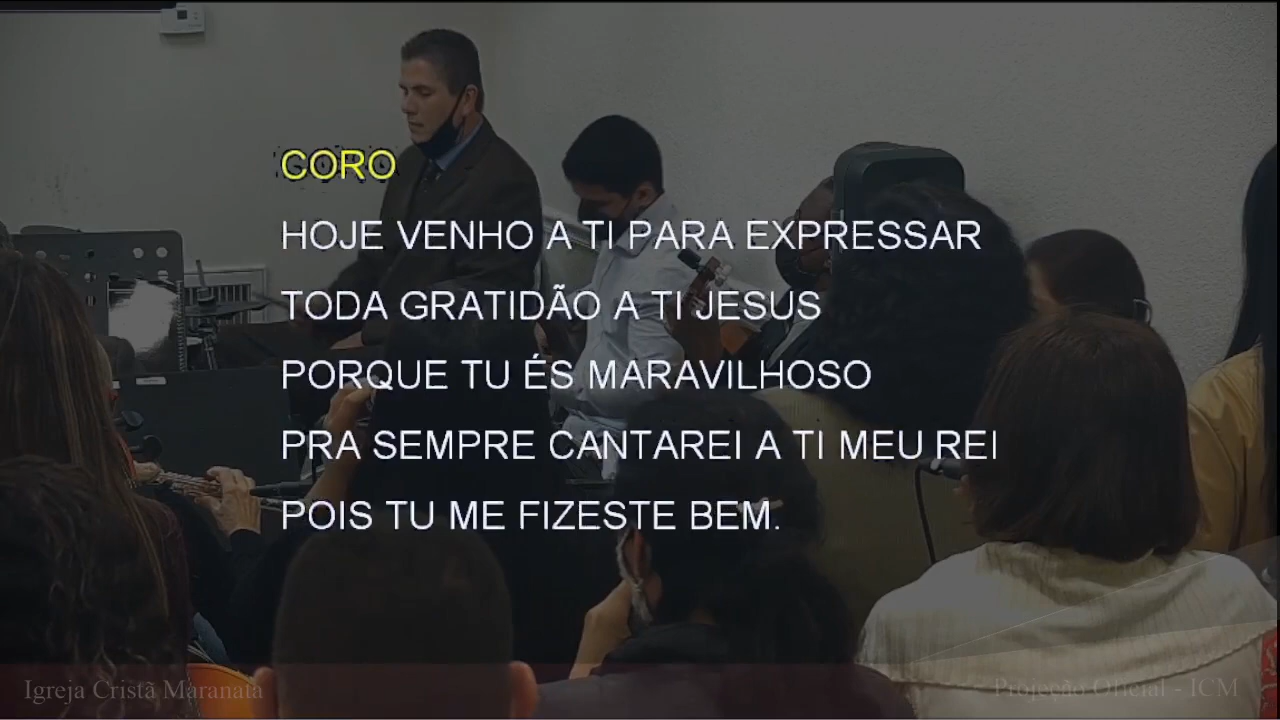 CORO
HOJE VENHO A TI PARA EXPRESSAR
TODA GRATIDÃO A TI JESUS
PORQUE TU ÉS MARAVILHOSO
PRA SEMPRE CANTAREI A TI MEU REI
POIS TU ME FIZESTE BEM.
Igreja Cristã Maranata
Projeção Oficial - ICM